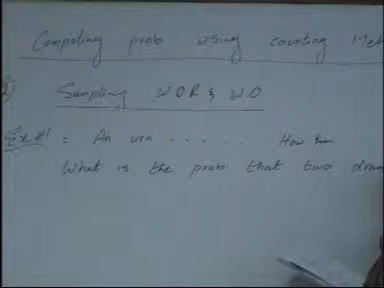 Computing prob using counting Met
Sampling WOR & WO
Ex #1 = An urn ...... How
What is the prob that two draw